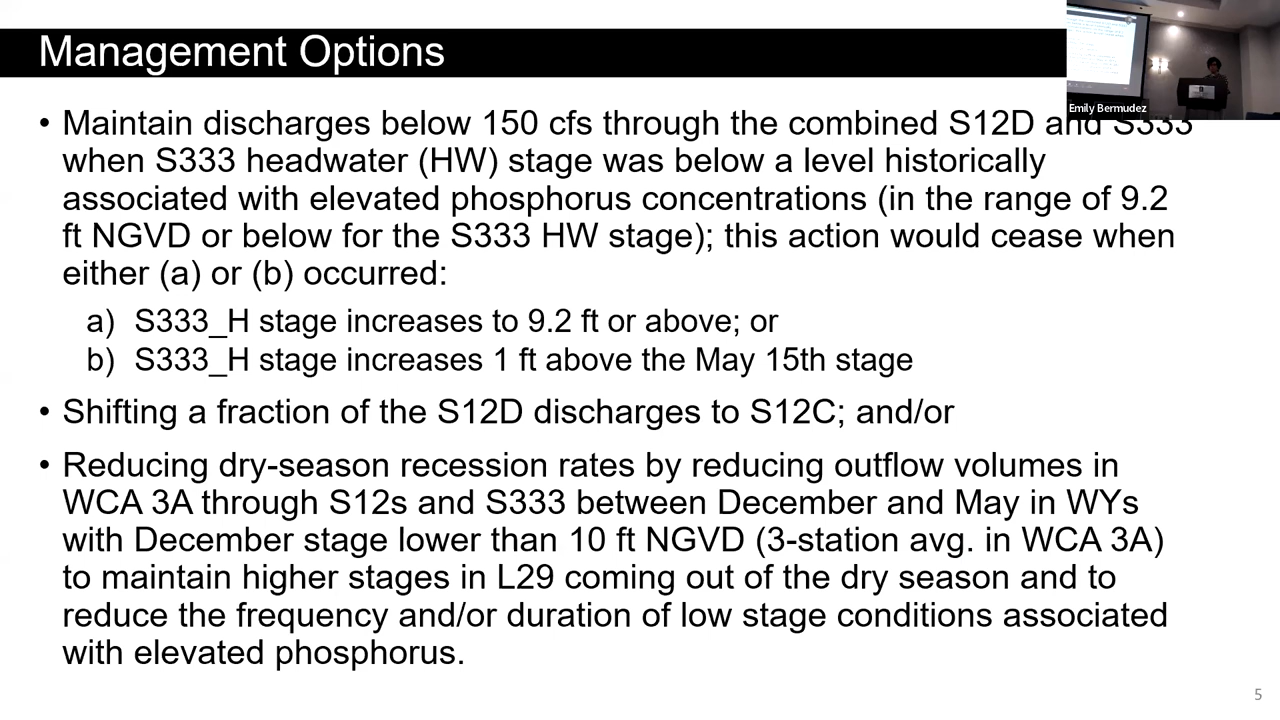 Management Options
Emily Bermudez
• Maintain discharges below 150 cfs through the combined S12D and S333
when S333 headwater (HW) stage was below a level historically
associated with elevated phosphorus concentrations (in the range of 9.2
ft NGVD or below for the S333 HW stage); this action would cease when
either (a) or (b) occurred:
a) S333_H stage increases to 9.2 ft or above; or
b) S333_H stage increases 1 ft above the May 15th stage
• Shifting a fraction of the S12D discharges to S12C; and/or
• Reducing dry-season recession rates by reducing outflow volumes in
WCA 3A through S12s and S333 between December and May in WYs
with December stage lower than 10 ft NGVD (3-station avg. in WCA 3A)
to maintain higher stages in L29 coming out of the dry season and to
reduce the frequency and/or duration of low stage conditions associated
with elevated phosphorus.
5